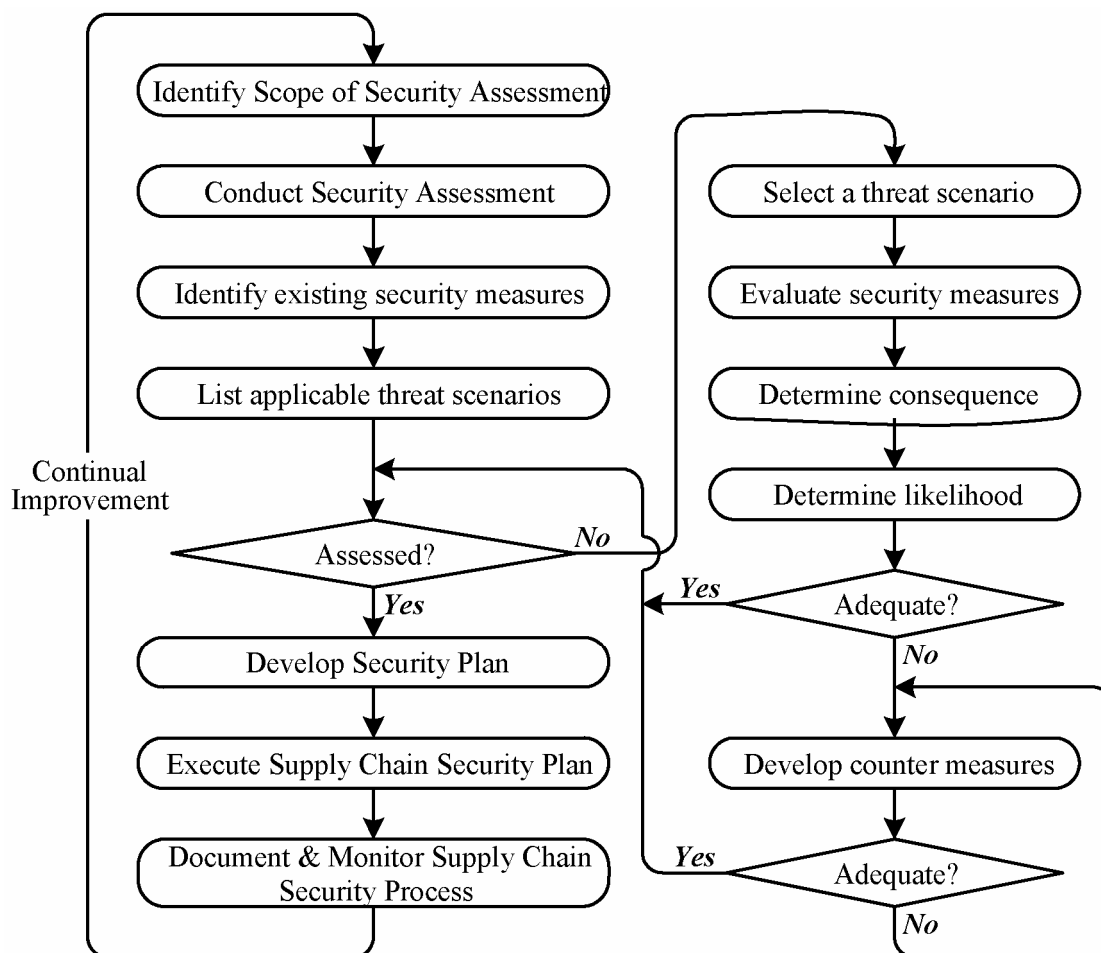 Identify Scope of Security Assessment
Conduct Security Assessment
Identify existing security measures
List applicable threat scenarios
Continual
Improvement
Assessed?
No
Yes
Develop Security Plan
Execute Supply Chain Security Plan
Document & Monitor Supply Chain
Security Process
Select a threat scenario
Evaluate security measures
Determine consequence
Determine likelihood
Adequate?
Yes
No
Develop counter measures
Adequate?
Yes
No